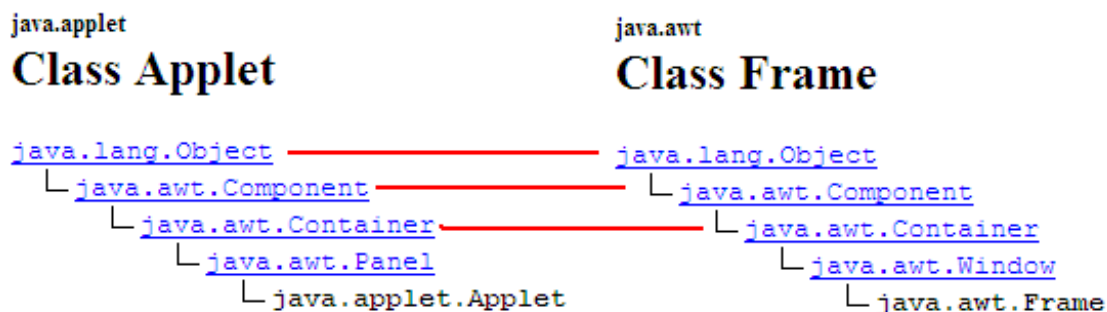 java.applet
Class Applet
java.lang.Object
java.awt.Component
java.awt.Container
java.awt.Panel
java.applet.Applet
java.awt
Class Frame
java.lang.Object
java.awt.Component
java.awt.Container
java.awt.Window
java.awt.Frame